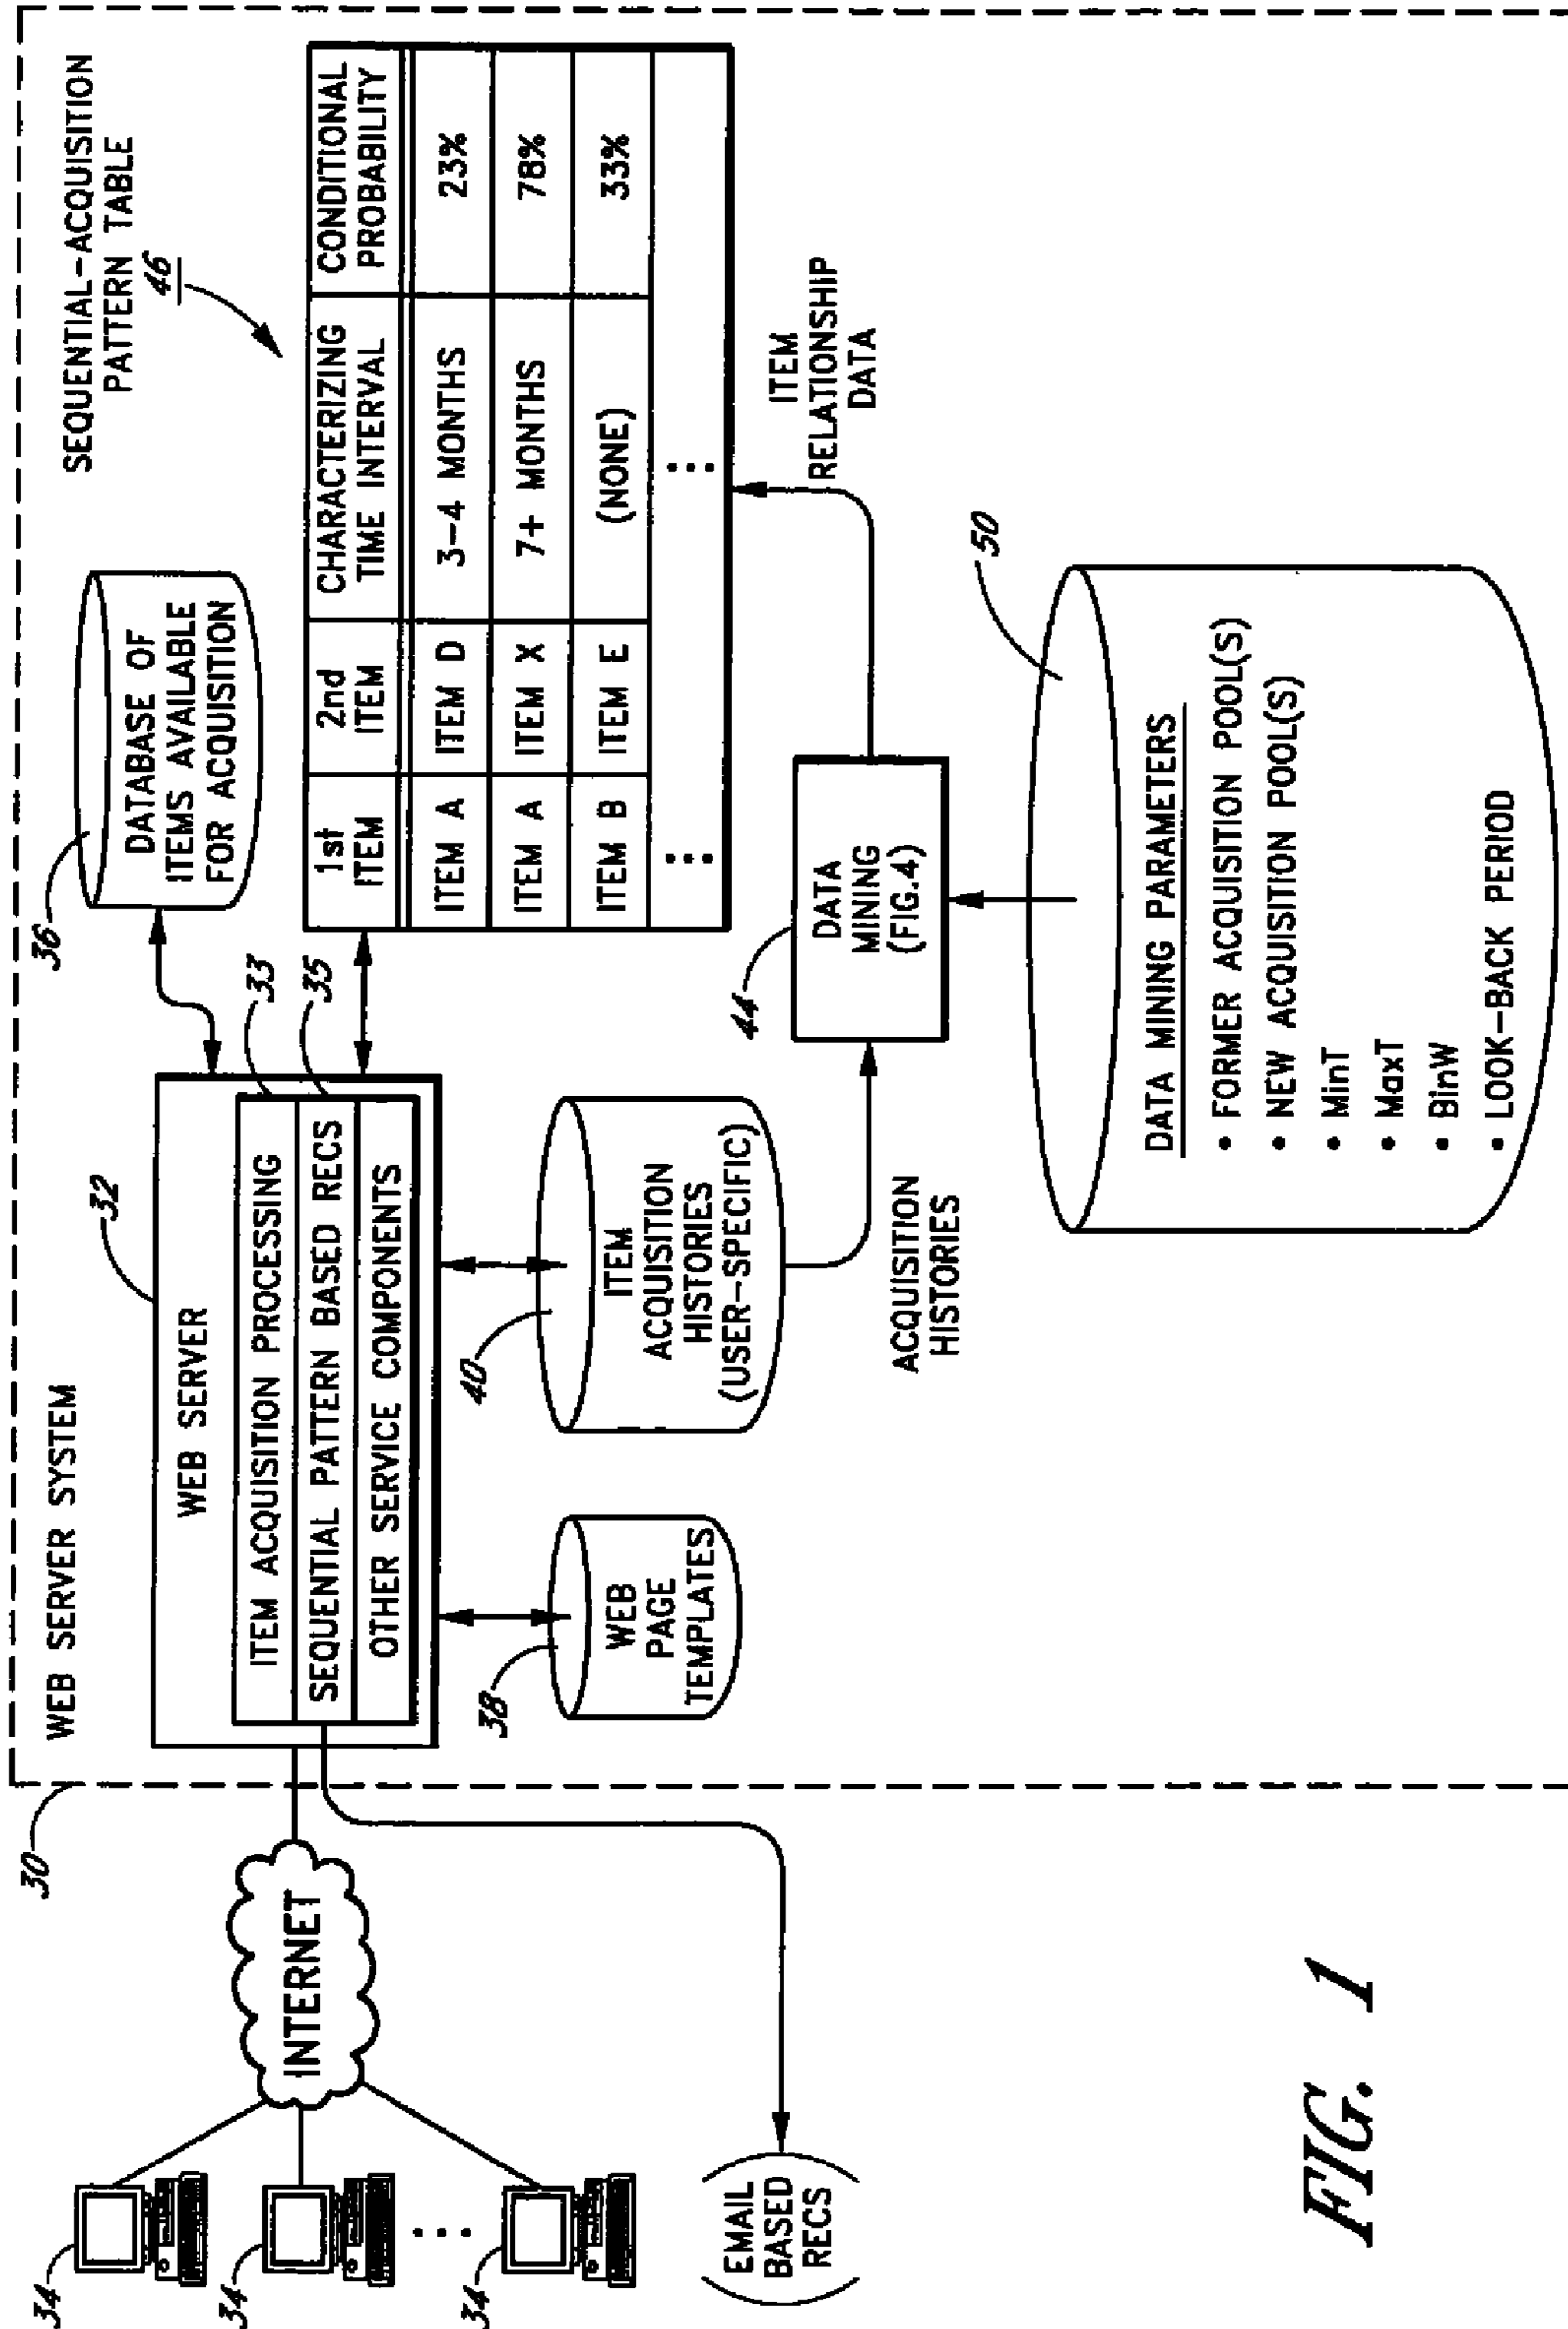 30
WEB SERVER SYSTEM
32
WEB SERVER
ITEM ACQUISITION PROCESSING
33
SEQUENTIAL PATTERN BASED RECS
35
OTHER SERVICE COMPONENTS
36
DATABASE OF
ITEMS AVAILABLE
FOR ACQUISITION
SEQUENTIAL-ACQUISITION
PATTERN TABLE
46
1st
ITEM
2nd
ITEM
CHARACTERIZING
TIME INTERVAL
CONDITIONAL
PROBABILITY
ITEM A ITEM D 3-4 MONTHS 23%
ITEM A ITEM X 7+ MONTHS 78%
ITEM B ITEM E (NONE) 33%
34
34
34
INTERNET
EMAIL
BASED
RECS
38
WEB
PAGE
TEMPLATES
40
ITEM
ACQUISITION
HISTORIES
(USER-SPECIFIC)
ACQUISITION
HISTORIES
44
DATA
MINING
(FIG.4)
ITEM
RELATIONSHIP
DATA
50
DATA MINING PARAMETERS
• FORMER ACQUISITION POOL(S)
• NEW ACQUISITION POOL(S)
• MinT
• MaxT
• BinW
• LOOK-BACK PERIOD
FIG. 1